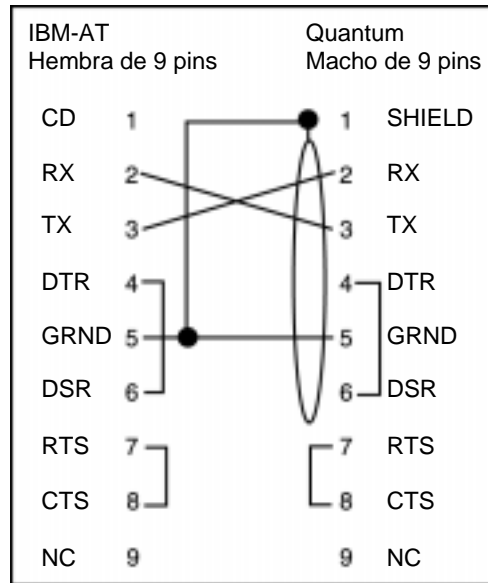 IBM-AT Quantum
Hembra de 9 pins Macho de 9 pins
CD 1 1 SHIELD
RX 2 2 RX
TX 3 3 TX
DTR 4 4 DTR
GRND 5 5 GRND
DSR 6 6 DSR
RTS 7 7 RTS
CTS 8 8 CTS
NC 9 9 NC